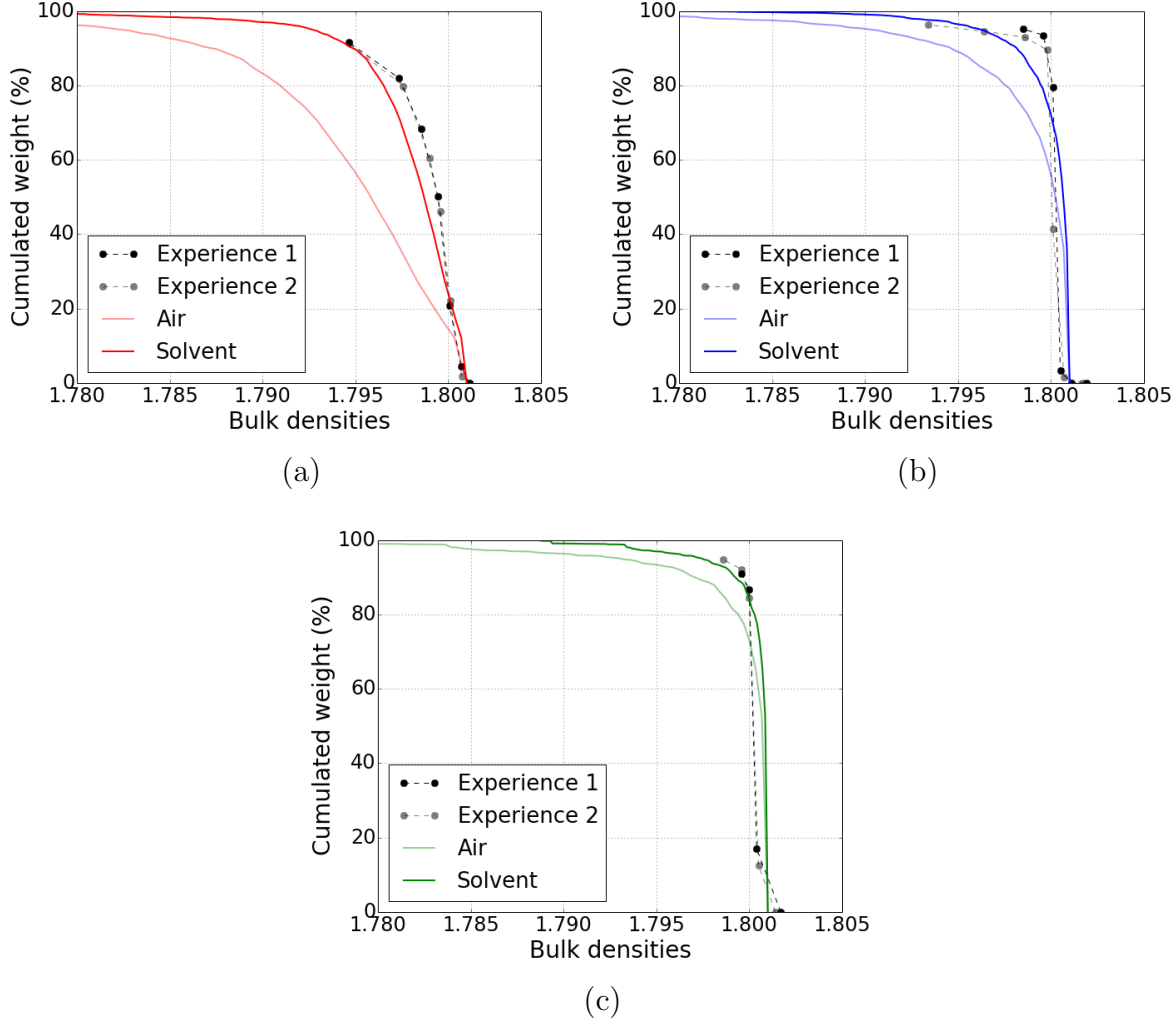 Cumulated weight (%)
100
80
60
40
20
0
Experience 1
Experience 2
Air
Solvent
1.780 1.785 1.790 1.795 1.800 1.805
Bulk densities
(a)
Cumulated weight (%)
100
80
60
40
20
0
Experience 1
Experience 2
Air
Solvent
1.780 1.785 1.790 1.795 1.800 1.805
Bulk densities
(b)
Cumulated weight (%)
100
80
60
40
20
0
Experience 1
Experience 2
Air
Solvent
1.780 1.785 1.790 1.795 1.800 1.805
Bulk densities
(c)